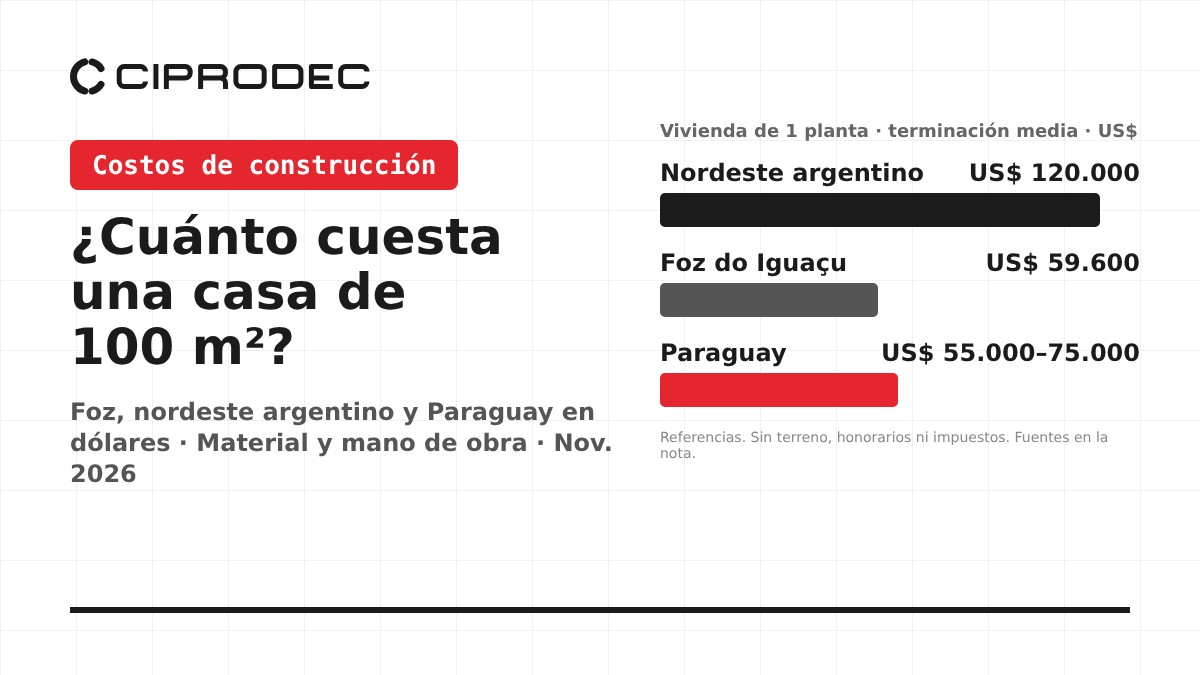 CIPRODEC
Costos de construcción
¿Cuánto cuesta
una casa de
100 m²?
Foz, nordeste argentino y Paraguay en
dólares · Material y mano de obra · Nov.
2026
Vivienda de 1 planta · terminación media · US$
Nordeste argentino US$ 120.000
Foz do Iguaçu US$ 59.600
Paraguay US$ 55.000–75.000
Referencias. Sin terreno, honorarios ni impuestos. Fuentes en la
nota.